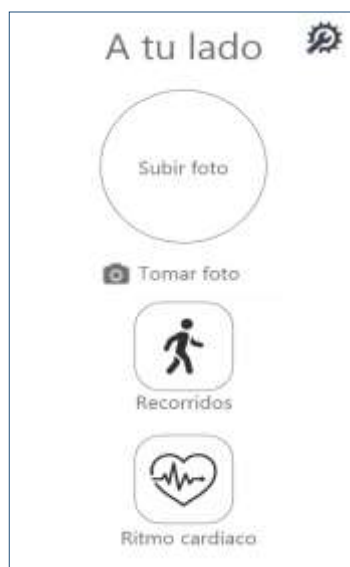 A tu lado
Subir foto
Tomar foto
Recorridos
Ritmo cardiaco